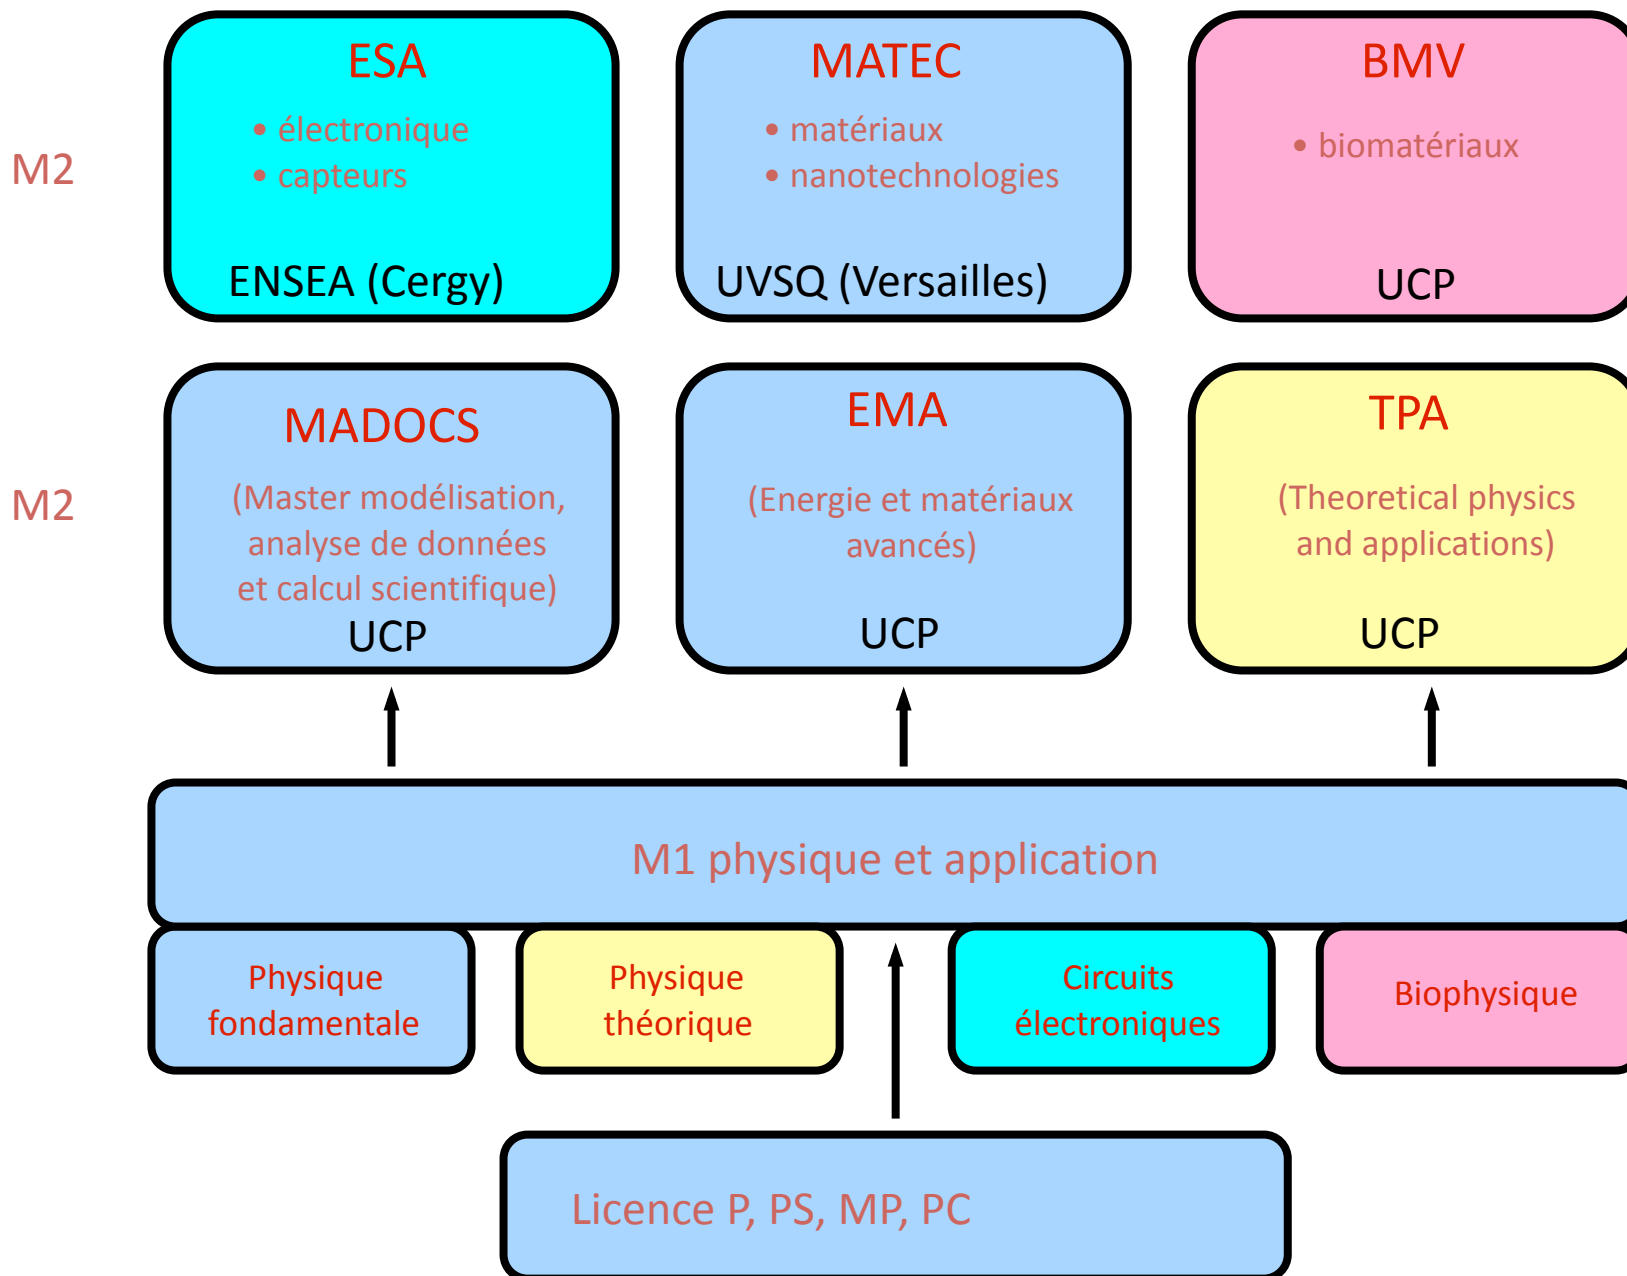 M2
ESA
• électronique
• capteurs
ENSEA (Cergy)
MATEC
• matériaux
• nanotechnologies
UVSQ (Versailles)
BMV
• biomatériaux
UCP
M2
MADOCS
(Master modélisation,
analyse de données
et calcul scientifique)
UCP
EMA
(Energie et matériaux
avancés)
UCP
TPA
(Theoretical physics
and applications)
UCP
M1 physique et application
Physique
fondamentale
Physique
théorique
Circuits
électroniques
Biophysique
Licence P, PS, MP, PC